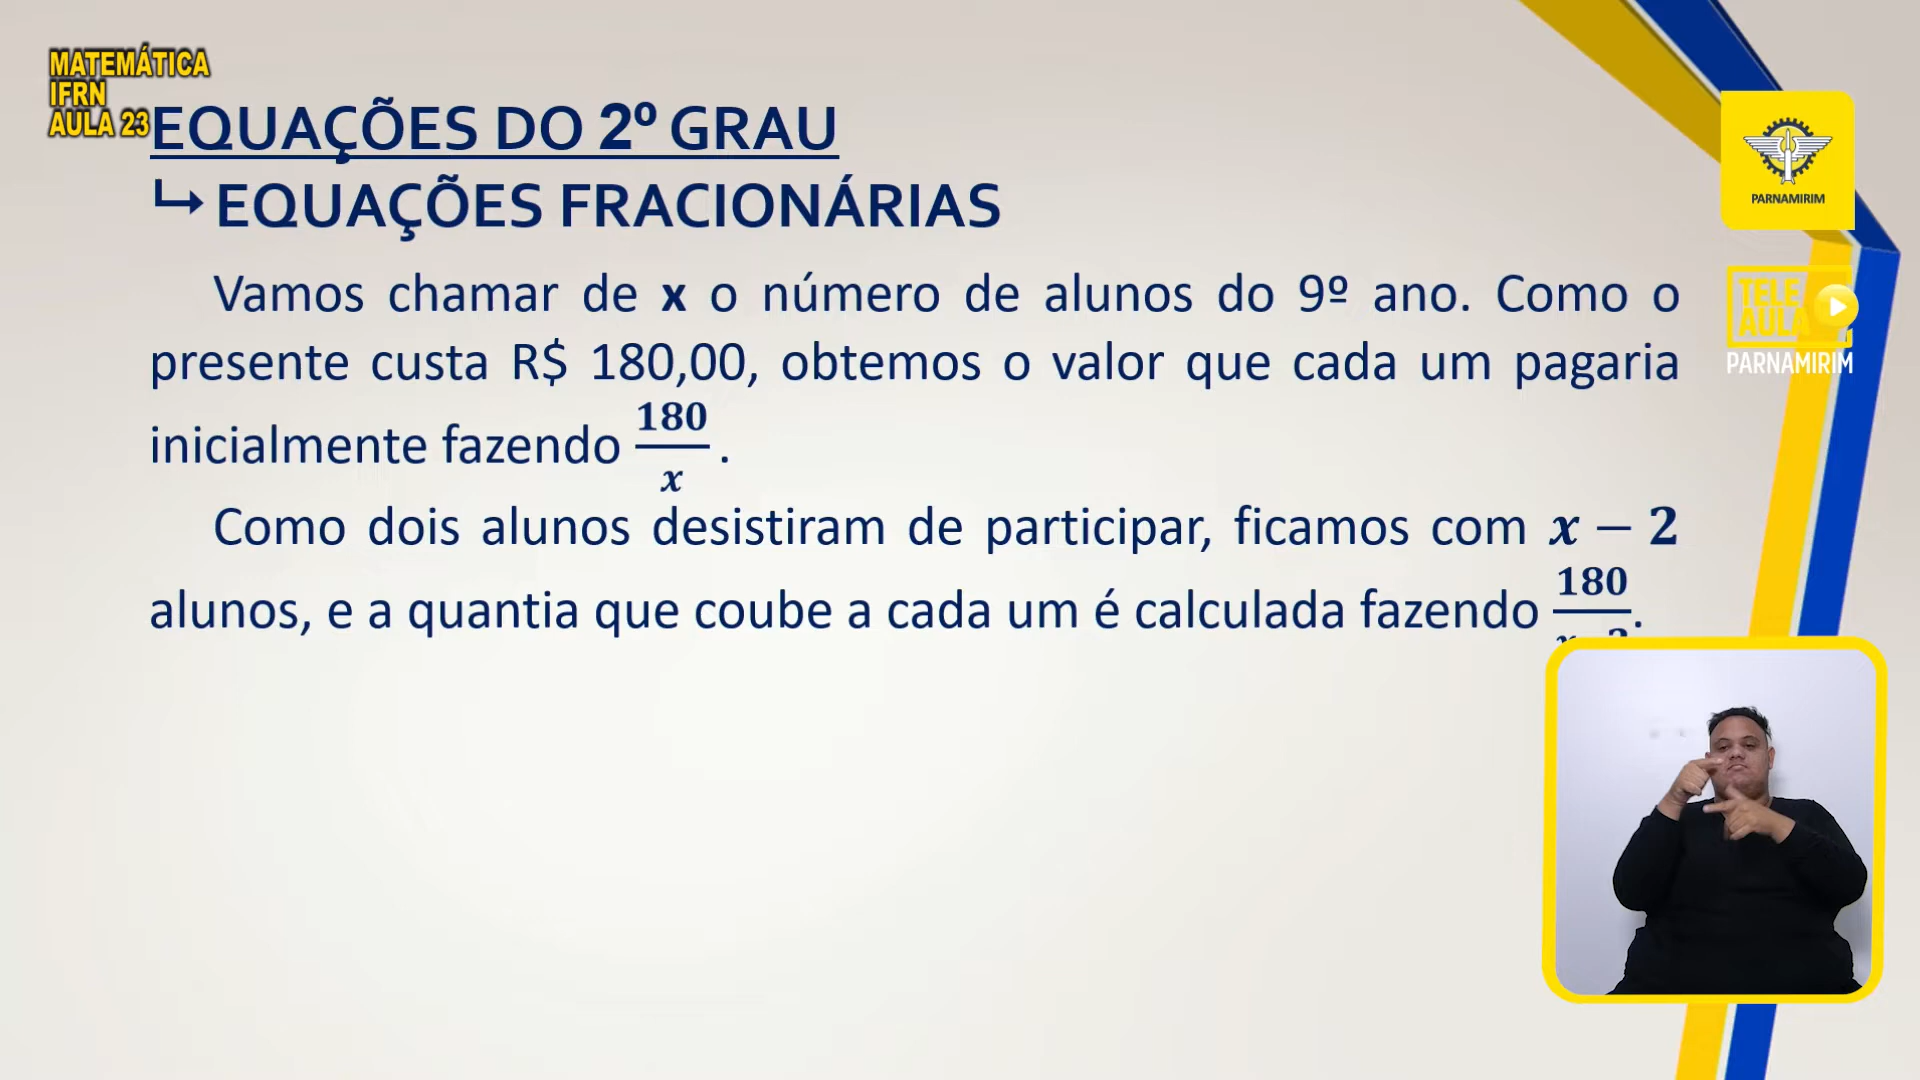 MATEMÁTICA
IFRN
AULA 23
EQUAÇÕES DO 2º GRAU
↳ EQUAÇÕES FRACIONÁRIAS
Vamos chamar de x o número de alunos do 9º ano. Como o
presente custa R$ 180,00, obtemos o valor que cada um pagaria
inicialmente fazendo 180/x .
Como dois alunos desistiram de participar, ficamos com x − 2
alunos, e a quantia que coube a cada um é calculada fazendo 180
PARNAMIRIM
TELE
AULA
PARNAMIRIM